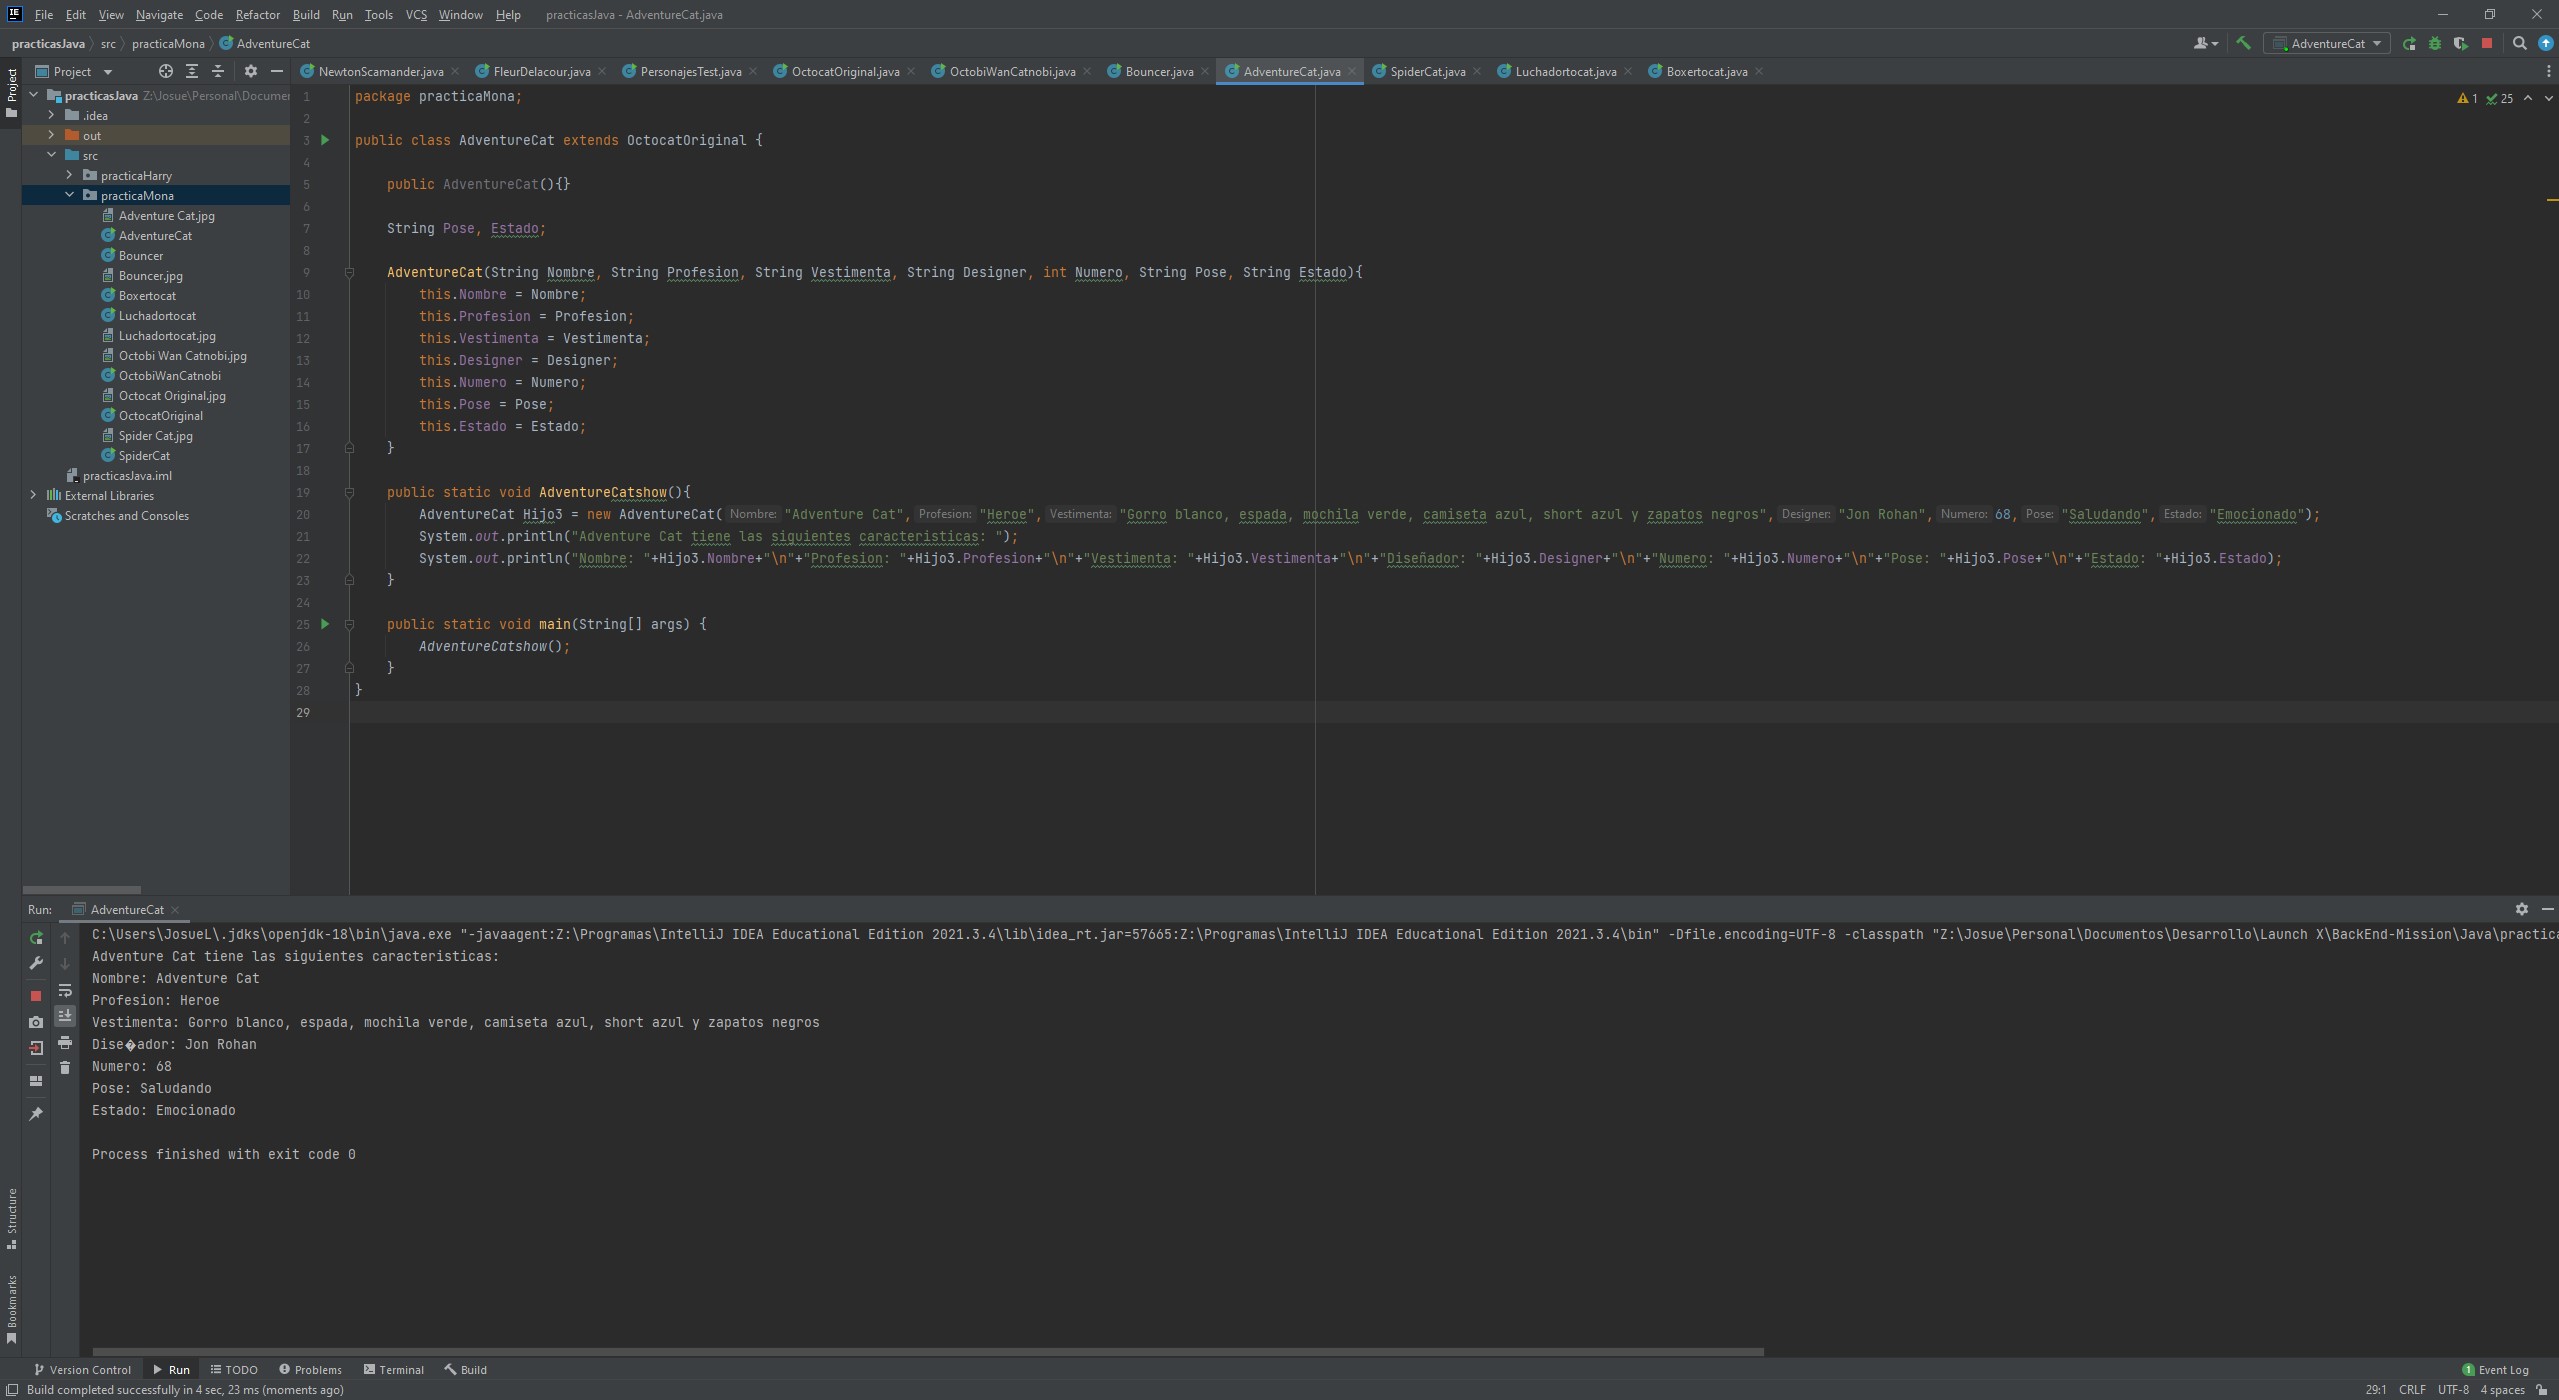 File Edit View Navigate Code Refactor Build Run Tools VCS Window Help practicasJava - AdventureCat.java
practicasJava src practicaMona AdventureCat
AdventureCat
Project
NewtonScamander.java FleurDelacour.java PersonajesTest.java OctocatOriginal.java OctobiWanCatnobi.java Bouncer.java AdventureCat.java SpiderCat.java Luchadortocat.java Boxertocat.java
Project
practicasJava Z:\Josue\Personal\Documen
.idea
out
src
practicaHarry
practicaMona
Adventure Cat.jpg
AdventureCat
Bouncer
Bouncer.jpg
Boxertocat
Luchadortocat
Luchadortocat.jpg
Octobi Wan Catnobi.jpg
OctobiWanCatnobi
Octocat Original.jpg
OctocatOriginal
Spider Cat.jpg
SpiderCat
practicasJava.iml
External Libraries
Scratches and Consoles
1 25
1 package practicaMona;
2
3 public class AdventureCat extends OctocatOriginal {
4
5 public AdventureCat(){}
6
7 String Pose, Estado;
8
9 AdventureCat(String Nombre, String Profesion, String Vestimenta, String Designer, int Numero, String Pose, String Estado){
10 this.Nombre = Nombre;
11 this.Profesion = Profesion;
12 this.Vestimenta = Vestimenta;
13 this.Designer = Designer;
14 this.Numero = Numero;
15 this.Pose = Pose;
16 this.Estado = Estado;
17 }
18
19 public static void AdventureCatshow(){
20 AdventureCat Hijo3 = new AdventureCat( Nombre: "Adventure Cat", Profesion: "Heroe", Vestimenta: "Gorro blanco, espada, mochila verde, camiseta azul, short azul y zapatos negros", Designer: "Jon Rohan", Numero: 68, Pose: "Saludando", Estado: "Emocionado");
21 System.out.println("Adventure Cat tiene las siguientes caracteristicas: ");
22 System.out.println("Nombre: "+Hijo3.Nombre+"\n"+"Profesion: "+Hijo3.Profesion+"\n"+"Vestimenta: "+Hijo3.Vestimenta+"\n"+"Diseñador: "+Hijo3.Designer+"\n"+"Numero: "+Hijo3.Numero+"\n"+"Pose: "+Hijo3.Pose+"\n"+"Estado: "+Hijo3.Estado);
23 }
24
25 public static void main(String[] args) {
26 AdventureCatshow();
27 }
28 }
29
Run: AdventureCat
C:\Users\JosueL\.jdks\openjdk-18\bin\java.exe "-javaagent:Z:\Programas\IntelliJ IDEA Educational Edition 2021.3.4\lib\idea_rt.jar=57665:Z:\Programas\IntelliJ IDEA Educational Edition 2021.3.4\bin" -Dfile.encoding=UTF-8 -classpath "Z:\Josue\Personal\Documentos\Desarrollo\Launch X\BackEnd-Mission\Java\practica
Adventure Cat tiene las siguientes caracteristicas:
Nombre: Adventure Cat
Profesion: Heroe
Vestimenta: Gorro blanco, espada, mochila verde, camiseta azul, short azul y zapatos negros
Dise�ador: Jon Rohan
Numero: 68
Pose: Saludando
Estado: Emocionado
Process finished with exit code 0
Structure
Bookmarks
Version Control Run TODO Problems Terminal Build 1 Event Log
Build completed successfully in 4 sec, 23 ms (moments ago) 29:1 CRLF UTF-8 4 spaces